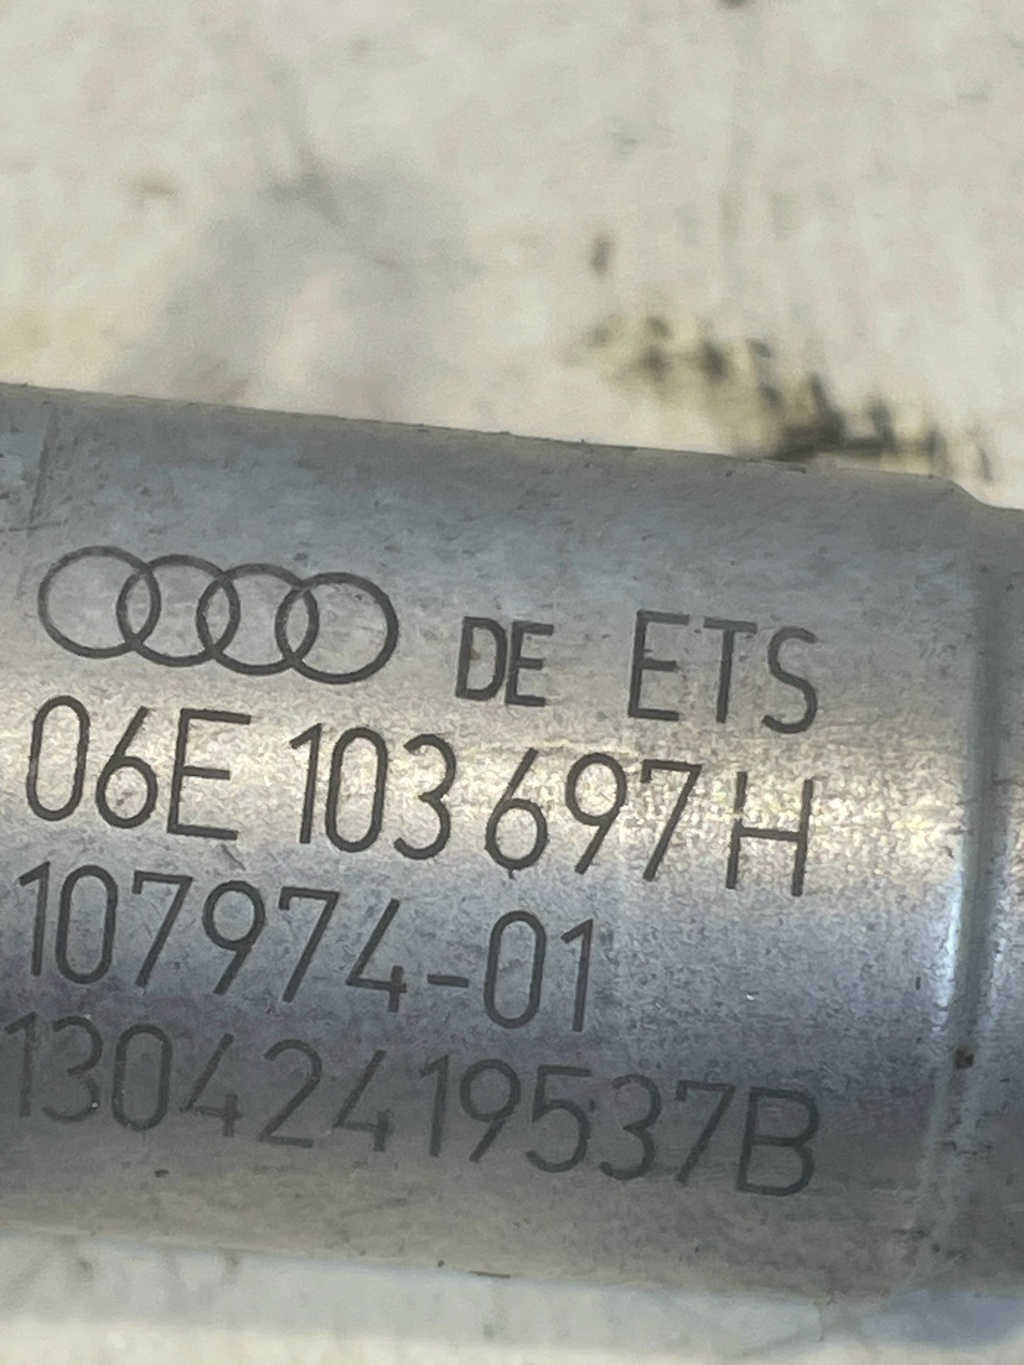 DE ETS
06E 103 697 H
107974-01
13042419537B